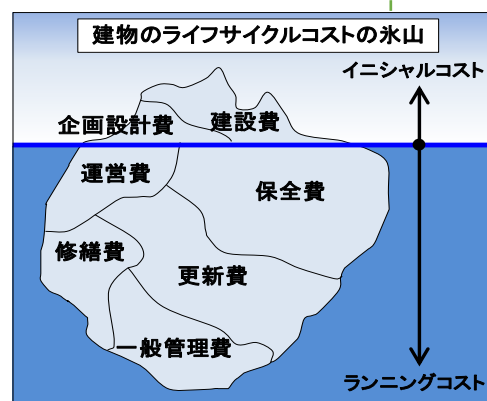 建物のライフサイクルコストの氷山
イニシャルコスト
企画設計費
建設費
運営費
保全費
修繕費
更新費
一般管理費
ランニングコスト